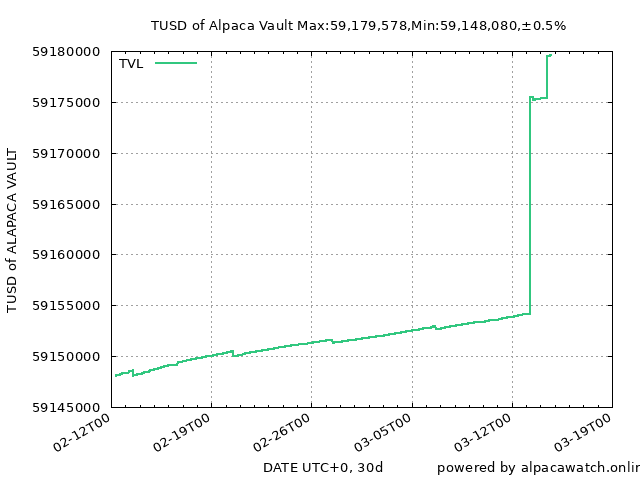 TUSD of Alpaca Vault Max:59,179,578,Min:59,148,080,±0.5%
TVL
59180000
59175000
59170000
59165000
59160000
59155000
59150000
59145000
TUSD of ALAPACA VAULT
02-12T00
02-19T00
02-26T00
03-05T00
03-12T00
03-19T00
DATE UTC+0, 30d
powered by alpacawatch.onlin